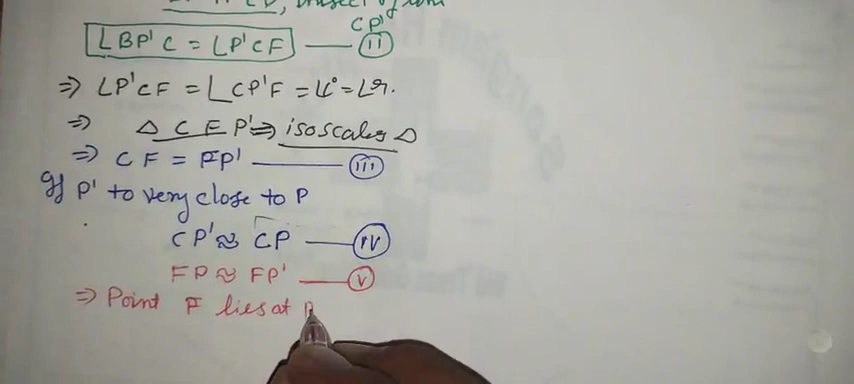 CP'
∠BP'C = ∠P'CF —— (II)
⇒ ∠P'CF = ∠CP'F = ∠i = ∠r.
⇒ Δ CFP' ⇒ isoscales Δ
⇒ CF = FP' —— (III)
If P' to very close to P
CP' ≈ CP —— (IV)
FP ≈ FP' —— (V)
⇒ Point F lies at